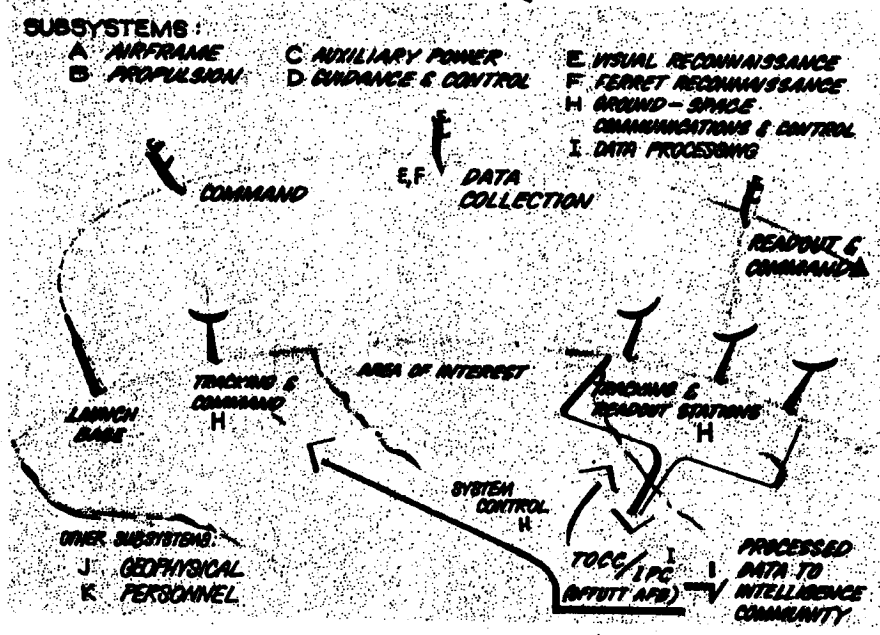 SUBSYSTEMS:
A AIRFRAME
B PROPULSION
C AUXILIARY POWER
D GUIDANCE & CONTROL
E VISUAL RECONNAISSANCE
F FERRET RECONNAISSANCE
H GROUND-SPACE
COMMUNICATIONS & CONTROL
I DATA PROCESSING
COMMAND
E,F
DATA
COLLECTION
READOUT &
COMMAND
LAUNCH
BASE
TRACKING &
COMMAND
H
AREA OF INTEREST
TRACKING &
READOUT STATIONS
H
SYSTEM
CONTROL
H
OTHER SUBSYSTEMS
J GEOPHYSICAL
K PERSONNEL
TOCC/ I
IPC
(OFFUTT AFB)
I
PROCESSED
DATA TO
INTELLIGENCE
COMMUNITY